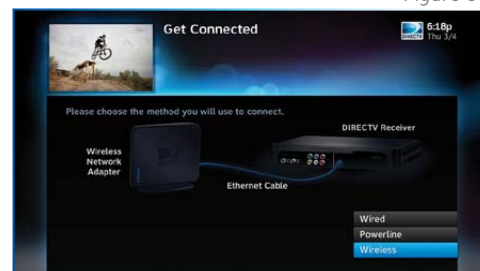 Get Connected
DIRECTV
6:18p
Thu 3/4
Please choose the method you will use to connect.
DIRECTV Receiver
Wireless
Network
Adapter
Ethernet Cable
Wired
Powerline
Wireless